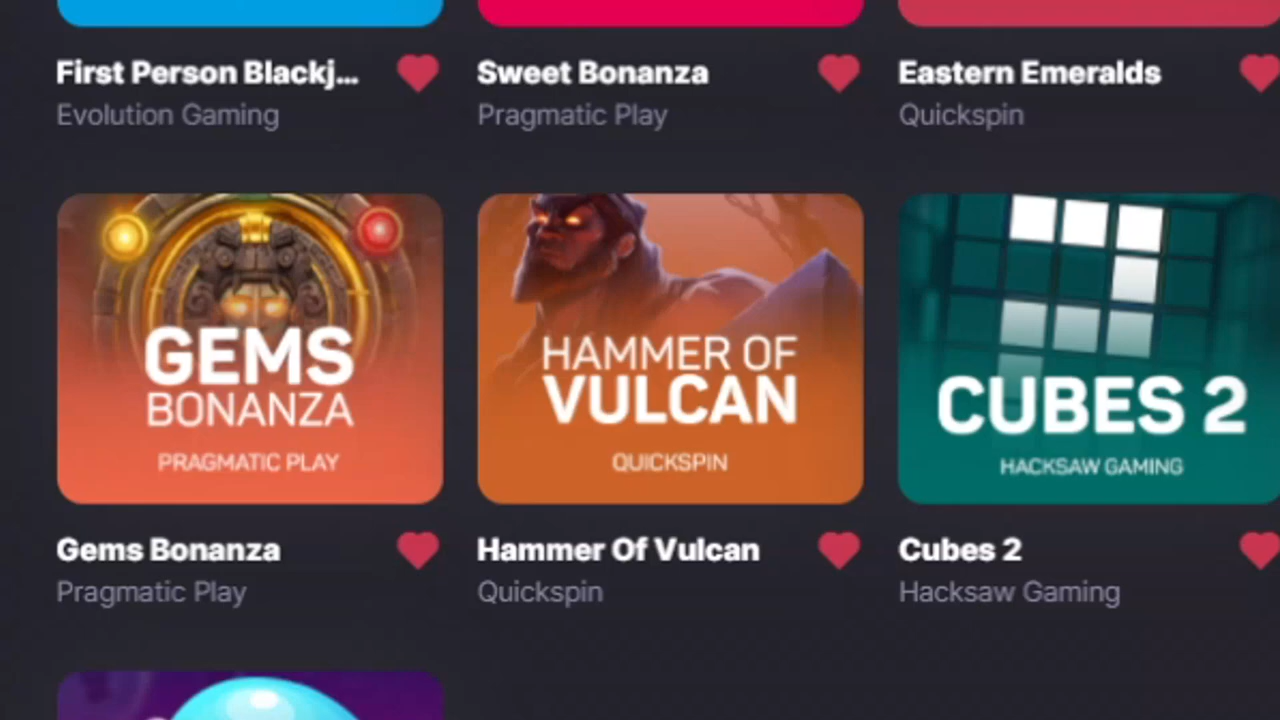 First Person Blackj...
Sweet Bonanza
Eastern Emeralds
Evolution Gaming
Pragmatic Play
Quickspin
GEMS
BONANZA
PRAGMATIC PLAY
HAMMER OF
VULCAN
QUICKSPIN
CUBES 2
HACKSAW GAMING
Gems Bonanza
Hammer Of Vulcan
Cubes 2
Pragmatic Play
Quickspin
Hacksaw Gaming